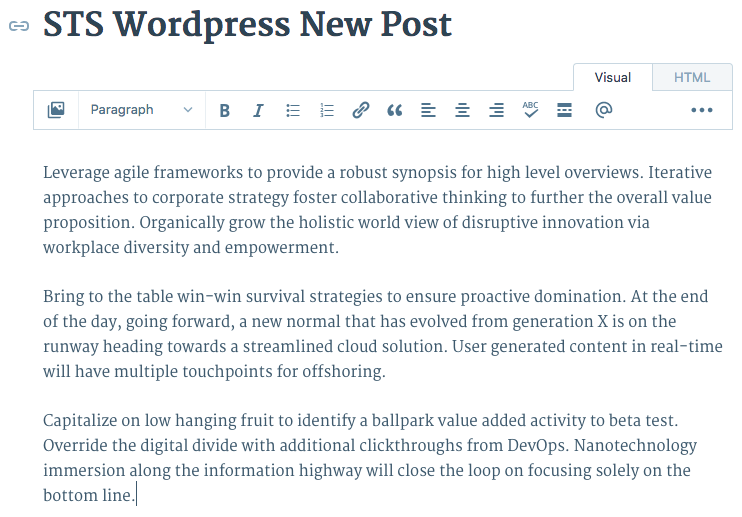 STS Wordpress New Post
Visual HTML
Paragraph B I ABC
Leverage agile frameworks to provide a robust synopsis for high level overviews. Iterative
approaches to corporate strategy foster collaborative thinking to further the overall value
proposition. Organically grow the holistic world view of disruptive innovation via
workplace diversity and empowerment.
Bring to the table win-win survival strategies to ensure proactive domination. At the end
of the day, going forward, a new normal that has evolved from generation X is on the
runway heading towards a streamlined cloud solution. User generated content in real-time
will have multiple touchpoints for offshoring.
Capitalize on low hanging fruit to identify a ballpark value added activity to beta test.
Override the digital divide with additional clickthroughs from DevOps. Nanotechnology
immersion along the information highway will close the loop on focusing solely on the
bottom line.